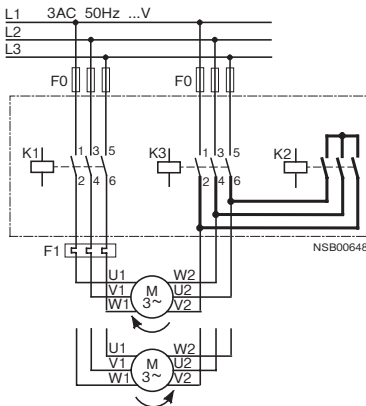 L1 3AC 50Hz ...V
L2
L3
F0 F0
K1 1 3 5 K3 1 3 5 K2
2 4 6 2 4 6
NSB00648
F1
U1 W2
V1 M U2
W1 3~ V2
U1 W2
V1 M U2
W1 3~ V2